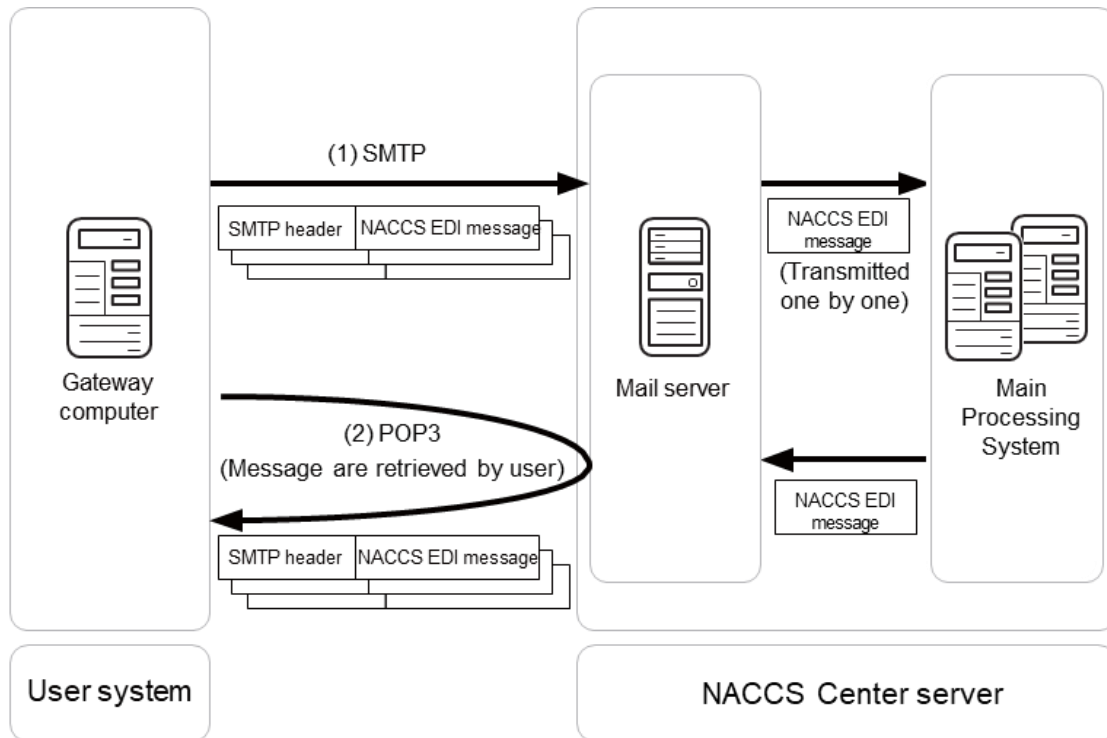 (1) SMTP
SMTP header
NACCS EDI message
NACCS EDI
message
(Transmitted
one by one)
Gateway
computer
Mail server
Main
Processing
System
(2) POP3
(Message are retrieved by user)
NACCS EDI
message
SMTP header
NACCS EDI message
User system
NACCS Center server